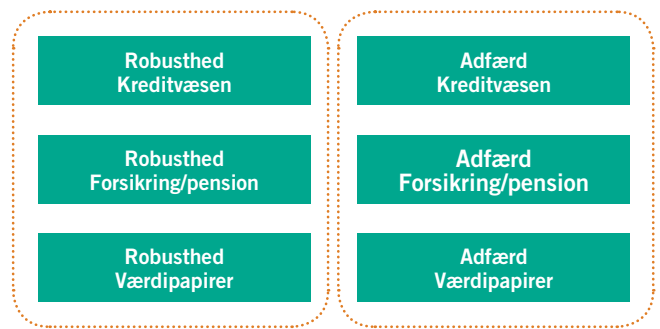 Robusthed
Kreditvæsen
Adfærd
Kreditvæsen
Robusthed
Forsikring/pension
Adfærd
Forsikring/pension
Robusthed
Værdipapirer
Adfærd
Værdipapirer